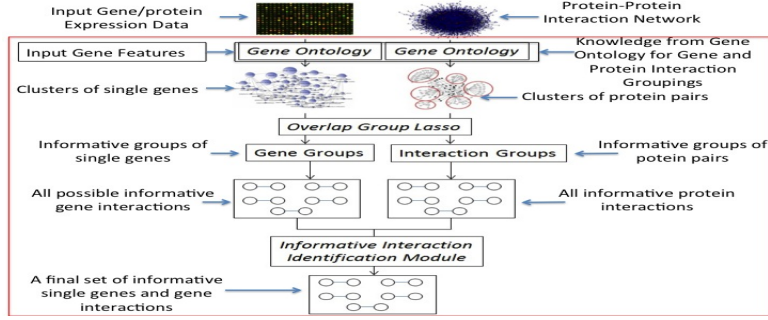 Input Gene/protein
Expression Data
Protein-Protein
Interaction Network
Input Gene Features
Gene Ontology
Gene Ontology
Knowledge from Gene
Ontology for Gene and
Protein Interaction
Groupings
Clusters of single genes
Clusters of protein pairs
Overlap Group Lasso
Informative groups of
single genes
Gene Groups
Interaction Groups
Informative groups of
potein pairs
All possible informative
gene interactions
All informative protein
interactions
Informative Interaction
Identification Module
A final set of informative
single genes and gene
interactions